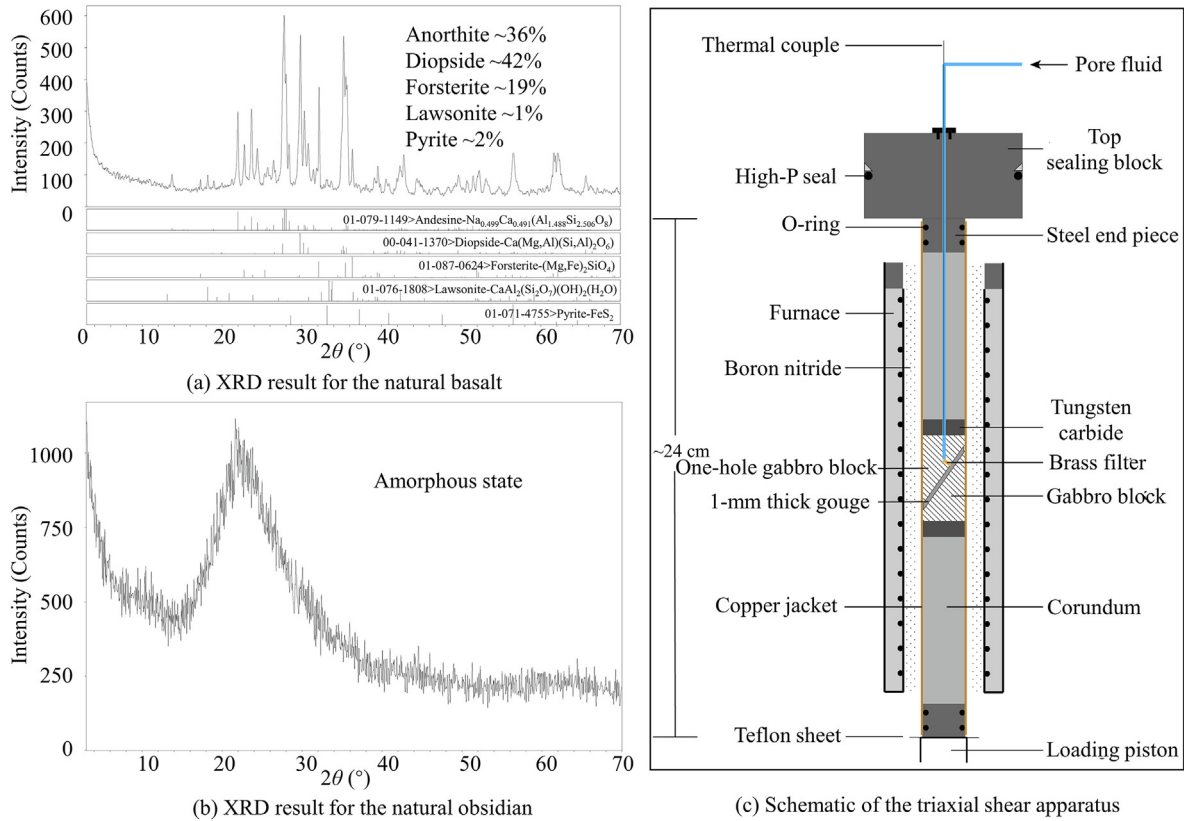 600
500
400
300
200
100
0
Intensity (Counts)
Anorthite ~36%
Diopside ~42%
Forsterite ~19%
Lawsonite ~1%
Pyrite ~2%
01-079-1149>Andesine-Na0.499Ca0.491(Al1.488Si2.506O8)
00-041-1370>Diopside-Ca(Mg,Al)(Si,Al)2O6
01-087-0624>Forsterite-(Mg,Fe)2SiO4
01-076-1808>Lawsonite-CaAl2(Si2O7)(OH)2(H2O)
01-071-4755>Pyrite-FeS2
10 20 30 40 50 60 70
2θ (°)
(a) XRD result for the natural basalt
1000
750
500
250
0
Intensity (Counts)
Amorphous state
10 20 30 40 50 60 70
2θ (°)
(b) XRD result for the natural obsidian
Thermal couple
Pore fluid
Top
sealing block
High-P seal
O-ring
Steel end piece
Furnace
Boron nitride
Tungsten
carbide
~24 cm
One-hole gabbro block
Brass filter
1-mm thick gouge
Gabbro block
Copper jacket
Corundum
Teflon sheet
Loading piston
(c) Schematic of the triaxial shear apparatus